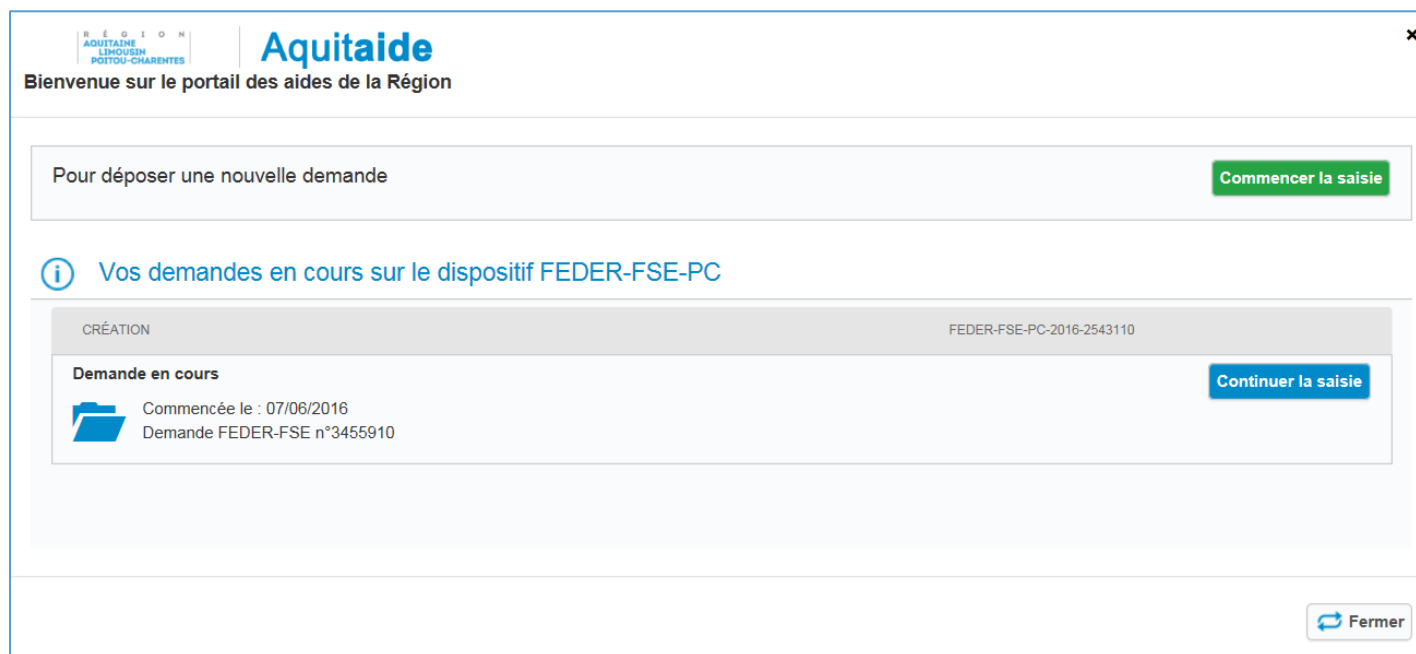 RÉGION
AQUITAINE
LIMOUSIN
POITOU-CHARENTES
Aquitaide
Bienvenue sur le portail des aides de la Région
Pour déposer une nouvelle demande
Commencer la saisie
Vos demandes en cours sur le dispositif FEDER-FSE-PC
CRÉATION FEDER-FSE-PC-2016-2543110
Demande en cours
Continuer la saisie
Commencée le : 07/06/2016
Demande FEDER-FSE n°3455910
Fermer